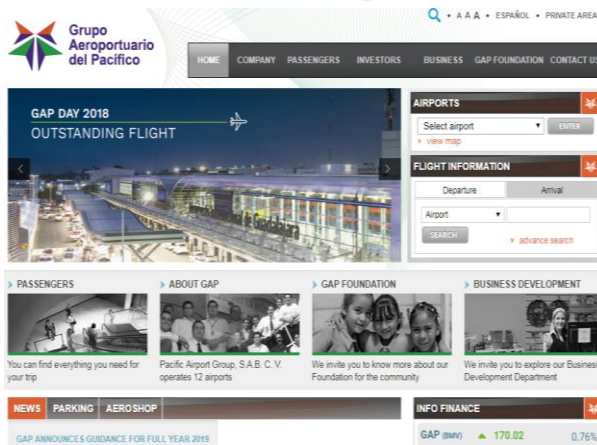 A A A • ESPAÑOL • PRIVATE AREA
Grupo
Aeroportuario
del Pacífico
HOME COMPANY PASSENGERS INVESTORS BUSINESS GAP FOUNDATION CONTACT US
GAP DAY 2018
OUTSTANDING FLIGHT
AIRPORTS
Select airport ENTER
» view map
FLIGHT INFORMATION
Departure Arrival
Airport
SEARCH » advance search
PASSENGERS
You can find everything you need for
your trip
ABOUT GAP
Pacific Airport Group, S.A.B. C. V.
operates 12 airports
GAP FOUNDATION
We invite you to know more about our
Foundation for the community
BUSINESS DEVELOPMENT
We invite you to explore our Business
Development Department
NEWS PARKING AEROSHOP
GAP ANNOUNCES GUIDANCE FOR FULL YEAR 2019
INFO FINANCE
GAP (BMV) ▲ 170.02 0.76%